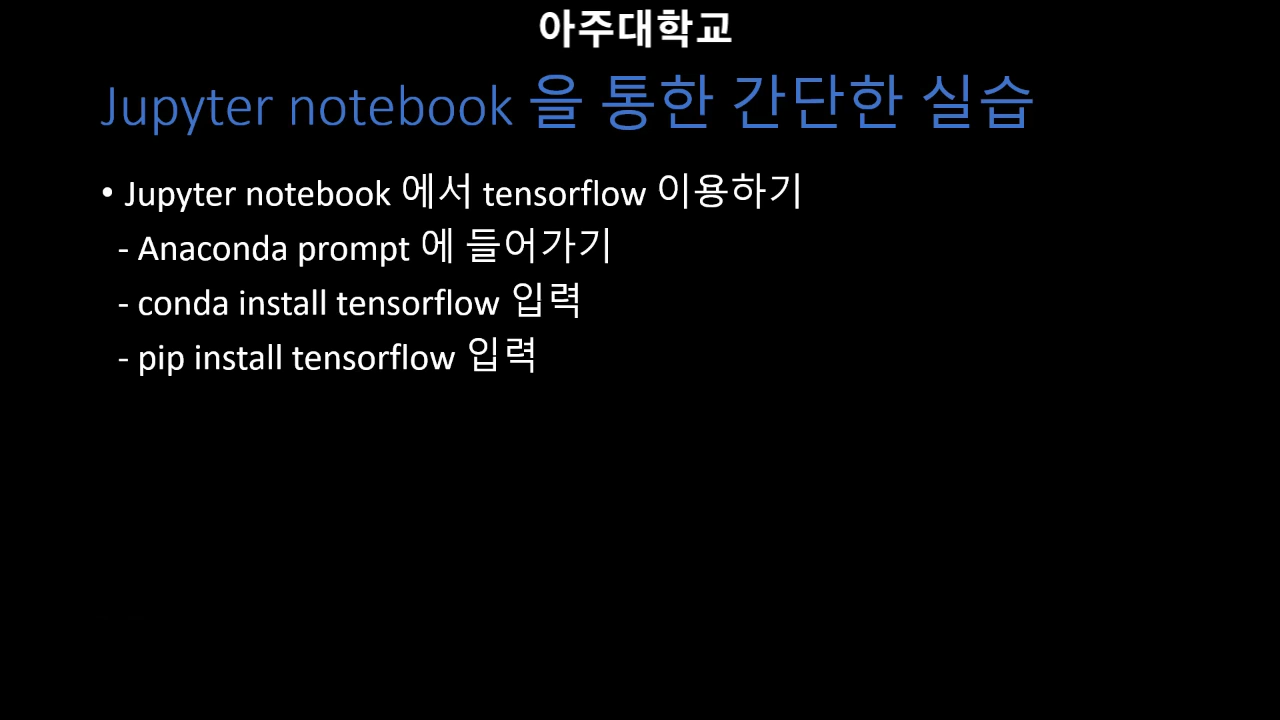 아주대학교
Jupyter notebook 을 통한 간단한 실습
• Jupyter notebook 에서 tensorflow 이용하기
- Anaconda prompt 에 들어가기
- conda install tensorflow 입력
- pip install tensorflow 입력